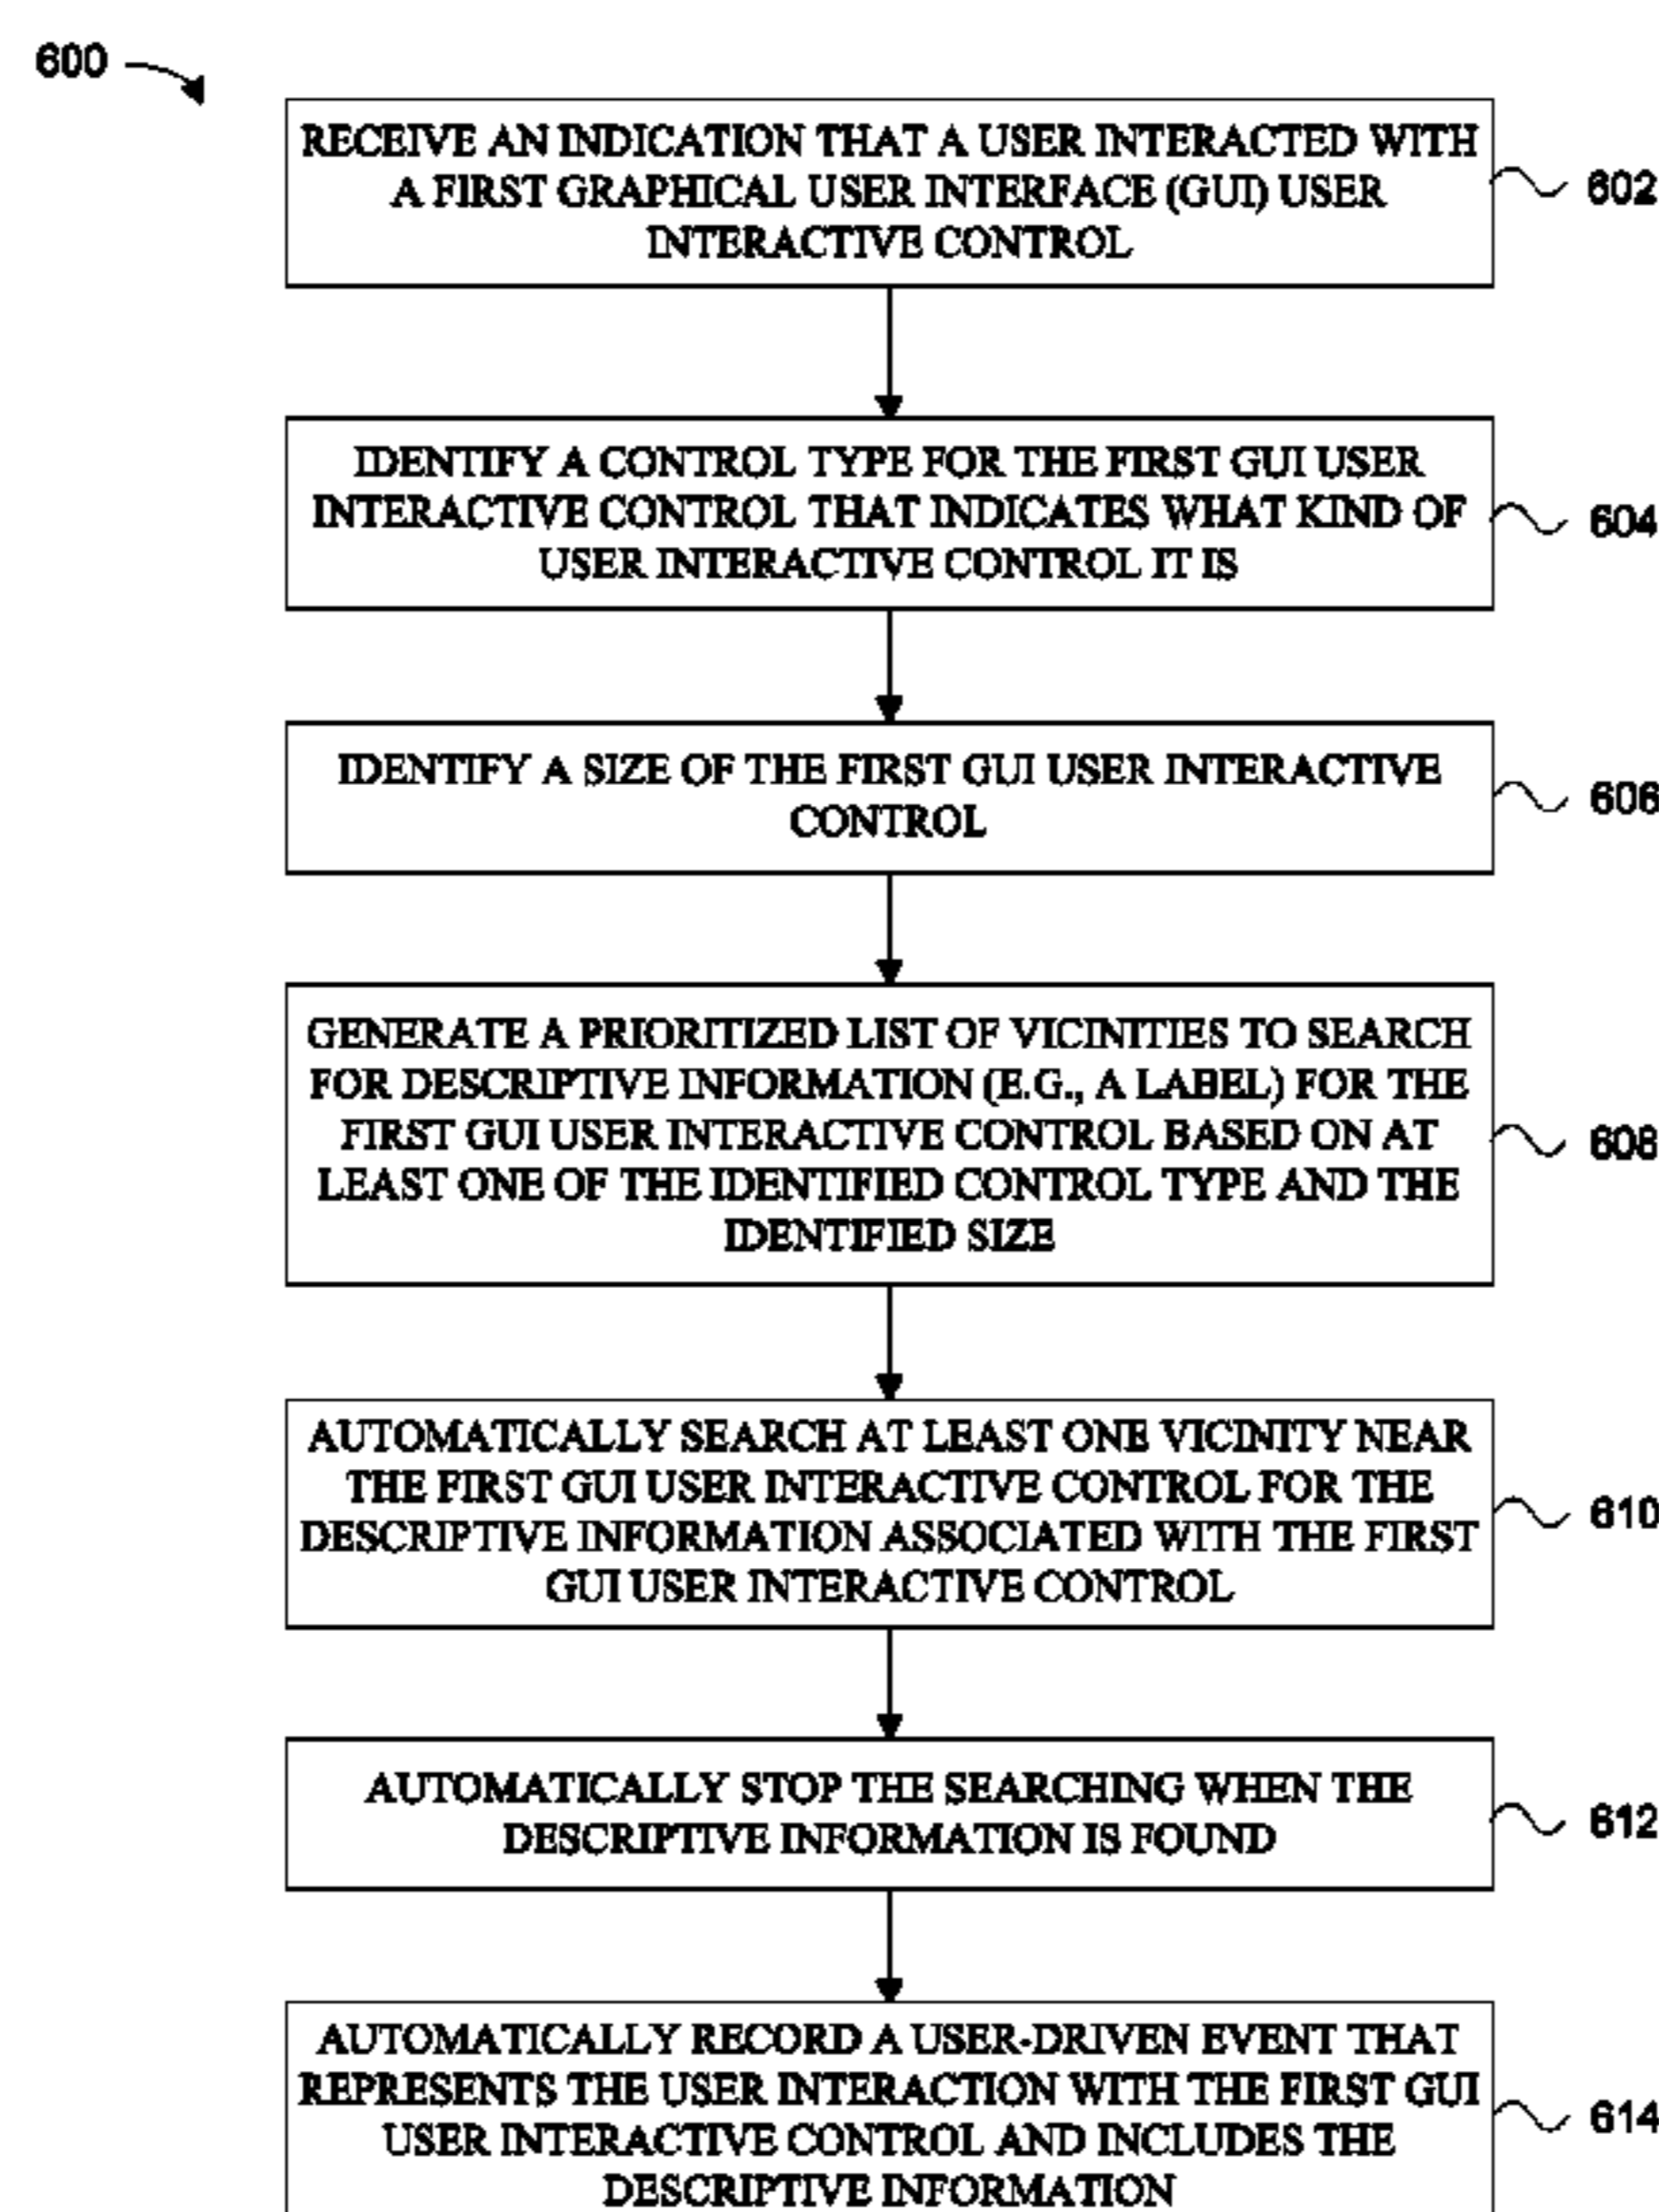 600
RECEIVE AN INDICATION THAT A USER INTERACTED WITH
A FIRST GRAPHICAL USER INTERFACE (GUI) USER
INTERACTIVE CONTROL
602
IDENTIFY A CONTROL TYPE FOR THE FIRST GUI USER
INTERACTIVE CONTROL THAT INDICATES WHAT KIND OF
USER INTERACTIVE CONTROL IT IS
604
IDENTIFY A SIZE OF THE FIRST GUI USER INTERACTIVE
CONTROL
606
GENERATE A PRIORITIZED LIST OF VICINITIES TO SEARCH
FOR DESCRIPTIVE INFORMATION (E.G., A LABEL) FOR THE
FIRST GUI USER INTERACTIVE CONTROL BASED ON AT
LEAST ONE OF THE IDENTIFIED CONTROL TYPE AND THE
IDENTIFIED SIZE
608
AUTOMATICALLY SEARCH AT LEAST ONE VICINITY NEAR
THE FIRST GUI USER INTERACTIVE CONTROL FOR THE
DESCRIPTIVE INFORMATION ASSOCIATED WITH THE FIRST
GUI USER INTERACTIVE CONTROL
610
AUTOMATICALLY STOP THE SEARCHING WHEN THE
DESCRIPTIVE INFORMATION IS FOUND
612
AUTOMATICALLY RECORD A USER-DRIVEN EVENT THAT
REPRESENTS THE USER INTERACTION WITH THE FIRST GUI
USER INTERACTIVE CONTROL AND INCLUDES THE
DESCRIPTIVE INFORMATION
614